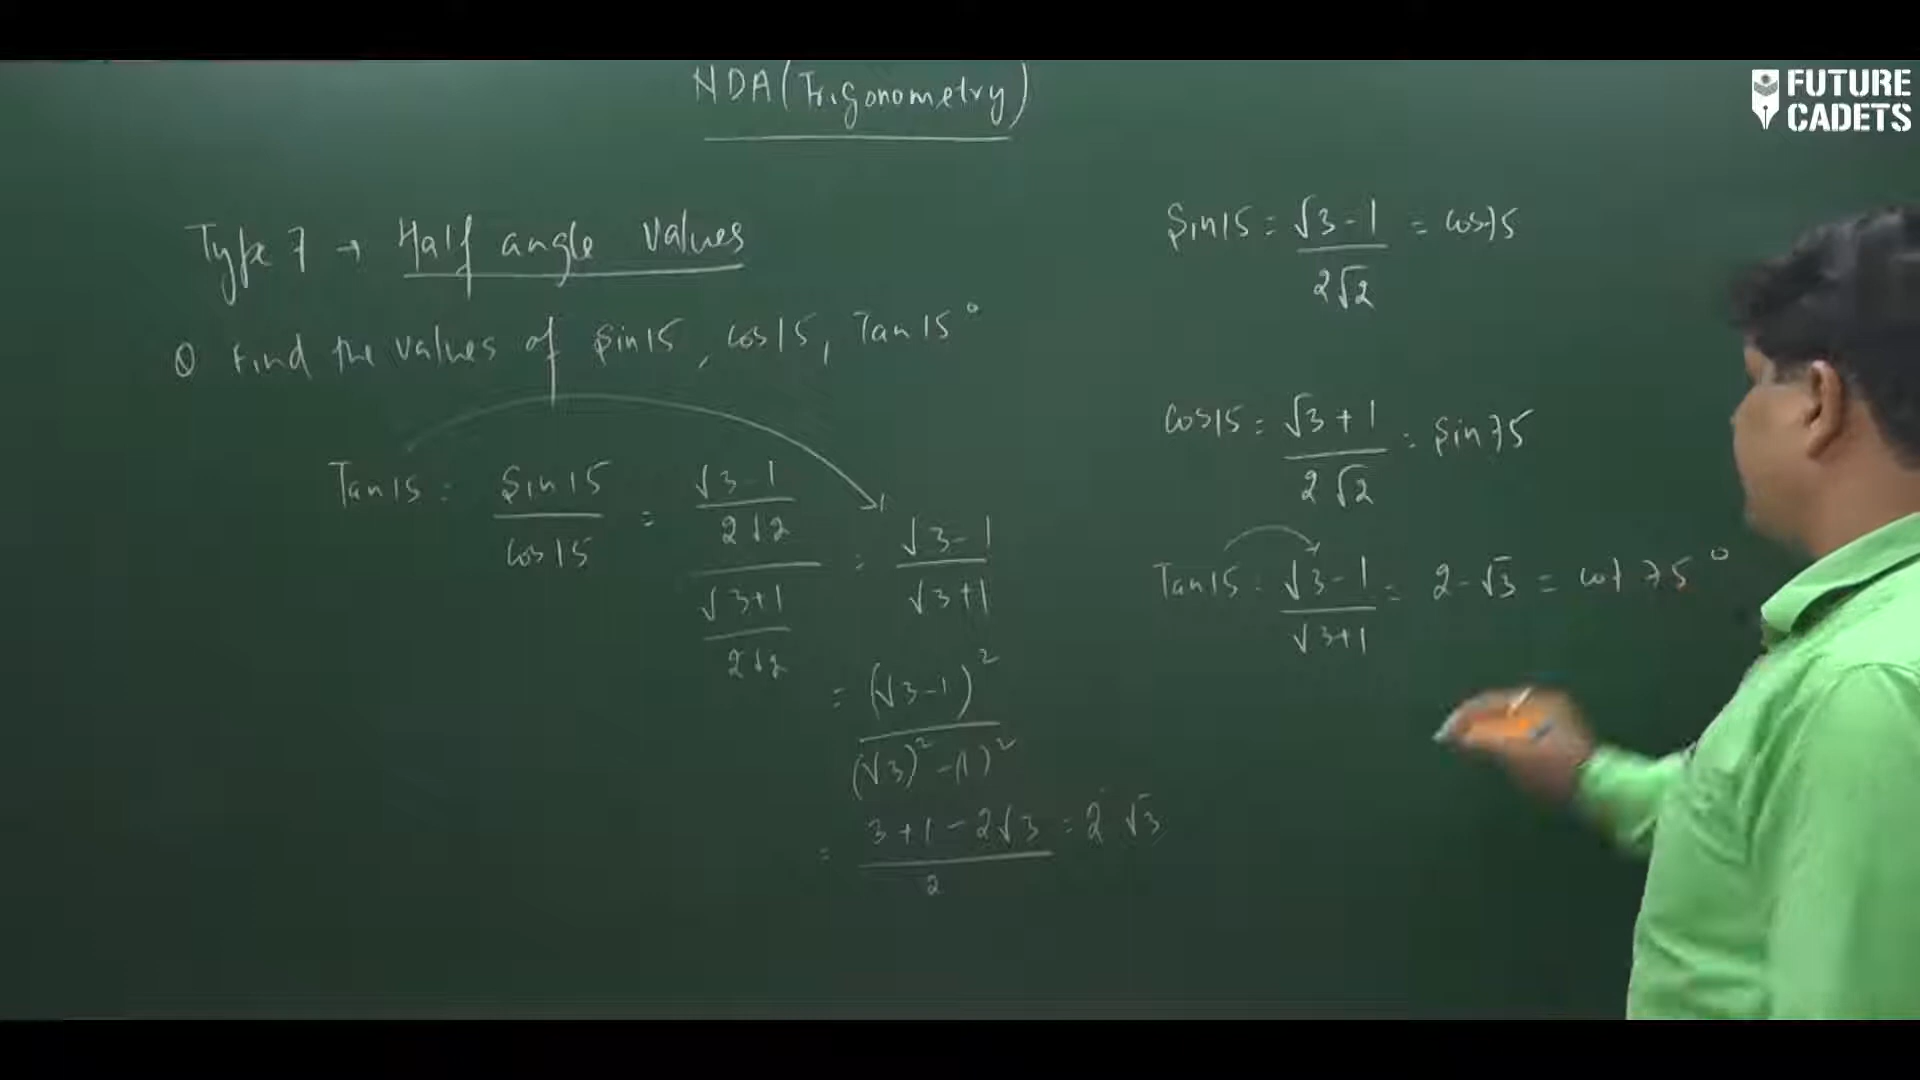 NDA (Trigonometry)
FUTURE
CADETS
Type 7 → Half angle values
Q Find the values of sin15, cos15, Tan15°
Tan15 = sin15/cos15 = (√3-1/2√2)/(√3+1/2√2) = √3-1/√3+1
= (√3-1)²/(√3)²-(1)²
= 3+1-2√3/2 = 2 √3
Sin15 = √3-1/2√2 = cos75
cos15 = √3+1/2√2 = sin75
Tan15 = √3-1/√3+1 = 2-√3 = cot 75°